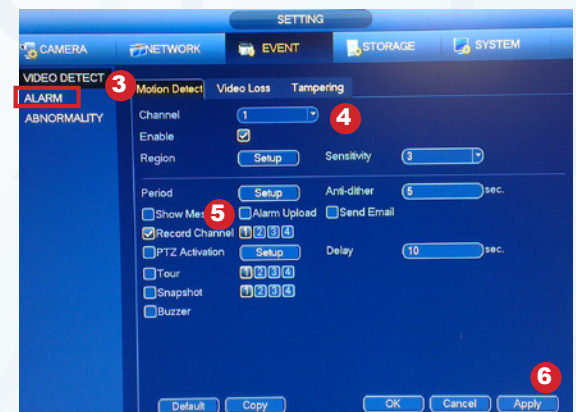 SETTING
CAMERA NETWORK EVENT STORAGE SYSTEM
VIDEO DETECT
ALARM
ABNORMALITY
3
Motion Detect Video Loss Tampering
Channel 1 4
Enable
Region Setup Sensitivity 3
Period Setup Anti-dither 5 sec.
Show Mes 5 Alarm Upload Send Email
Record Channel 1 2 3 4
PTZ Activation Setup Delay 10 sec.
Tour 1 2 3 4
Snapshot 1 2 3 4
Buzzer
6
Default Copy OK Cancel Apply